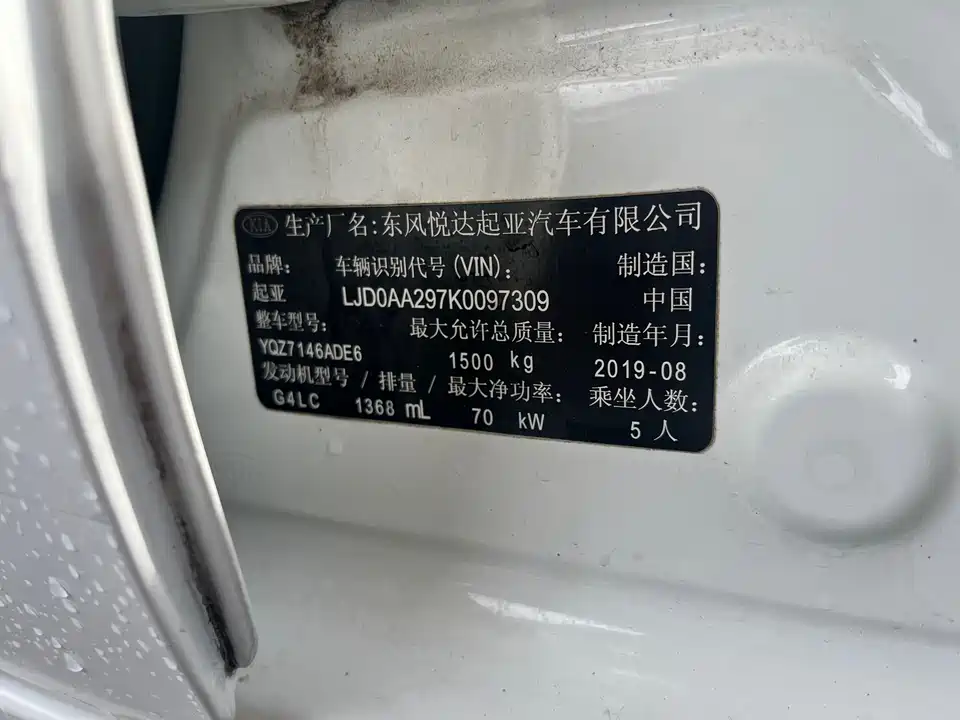 KIA 生产厂名:东风悦达起亚汽车有限公司
品牌: 车辆识别代号(VIN): 制造国:
起亚 LJD0AA297K0097309 中国
整车型号: 最大允许总质量: 制造年月:
YQZ7146ADE6 1500 kg 2019-08
发动机型号 / 排量 / 最大净功率: 乘坐人数:
G4LC 1368 mL 70 kW 5 人